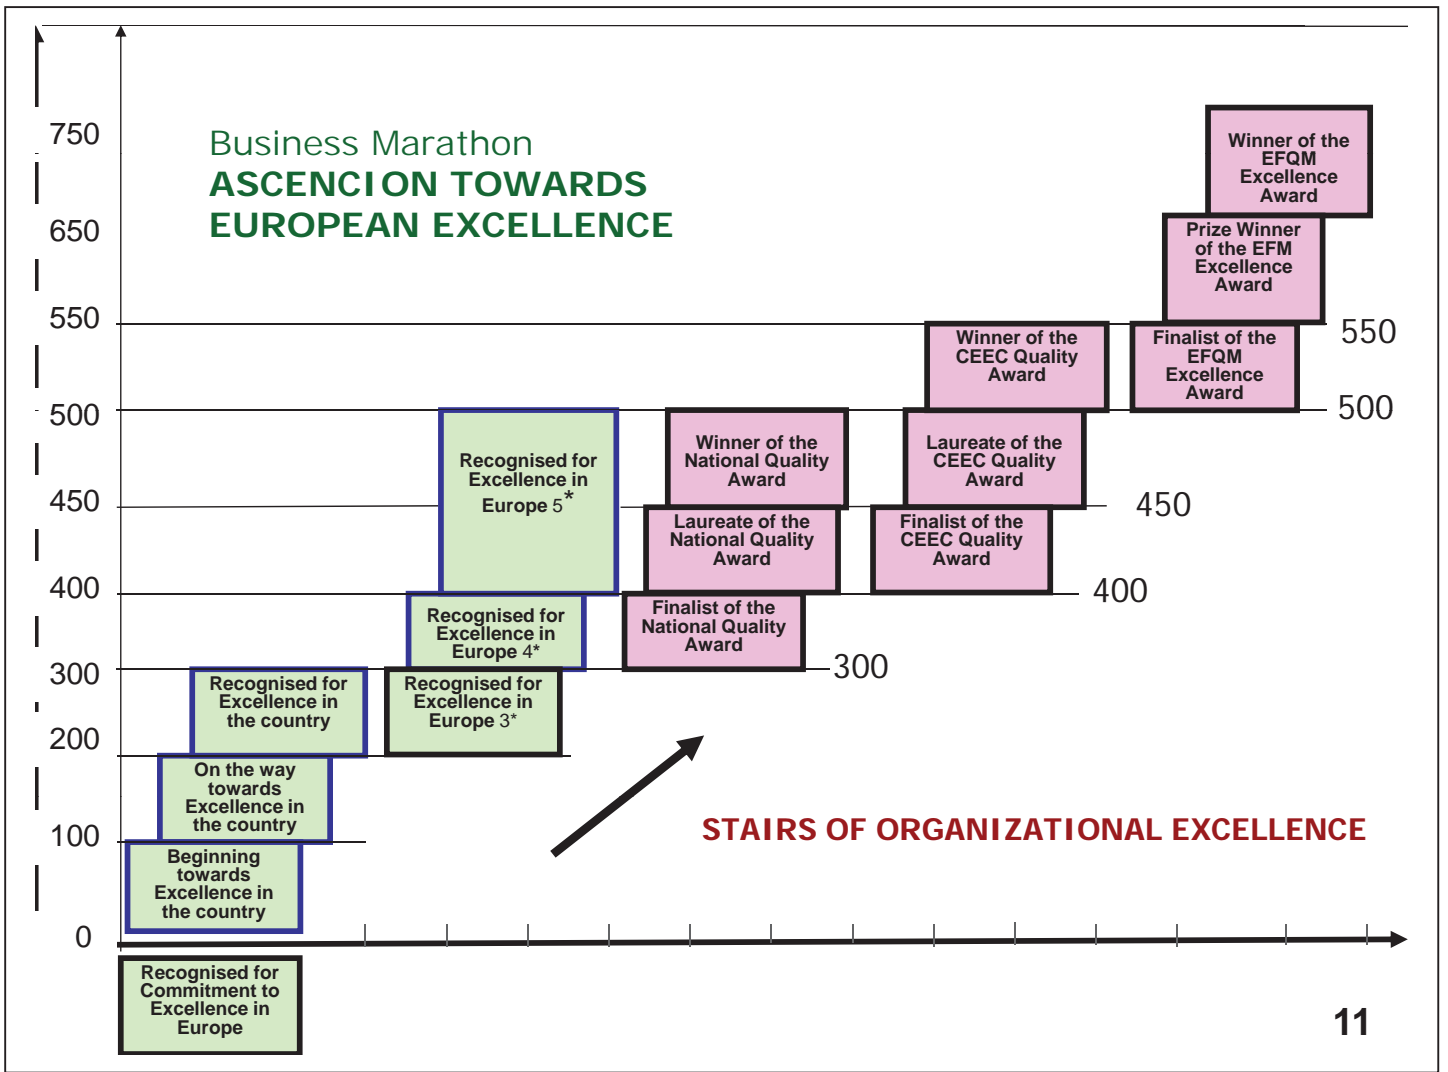 Business Marathon
ASCENCION TOWARDS
EUROPEAN EXCELLENCE
750
650
550
500
450
400
300
200
100
0
Winner of the
EFQM
Excellence
Award
Prize Winner
of the EFM
Excellence
Award
Winner of the
CEEC Quality
Award
Finalist of the
EFQM
Excellence
Award
550
500
Recognised for
Excellence in
Europe 5*
Winner of the
National Quality
Award
Laureate of the
CEEC Quality
Award
450
Laureate of the
National Quality
Award
Finalist of the
CEEC Quality
Award
400
Recognised for
Excellence in
Europe 4*
Finalist of the
National Quality
Award
300
Recognised for
Excellence in
the country
Recognised for
Excellence in
Europe 3*
On the way
towards
Excellence in
the country
STAIRS OF ORGANIZATIONAL EXCELLENCE
Beginning
towards
Excellence in
the country
Recognised for
Commitment to
Excellence in
Europe
11